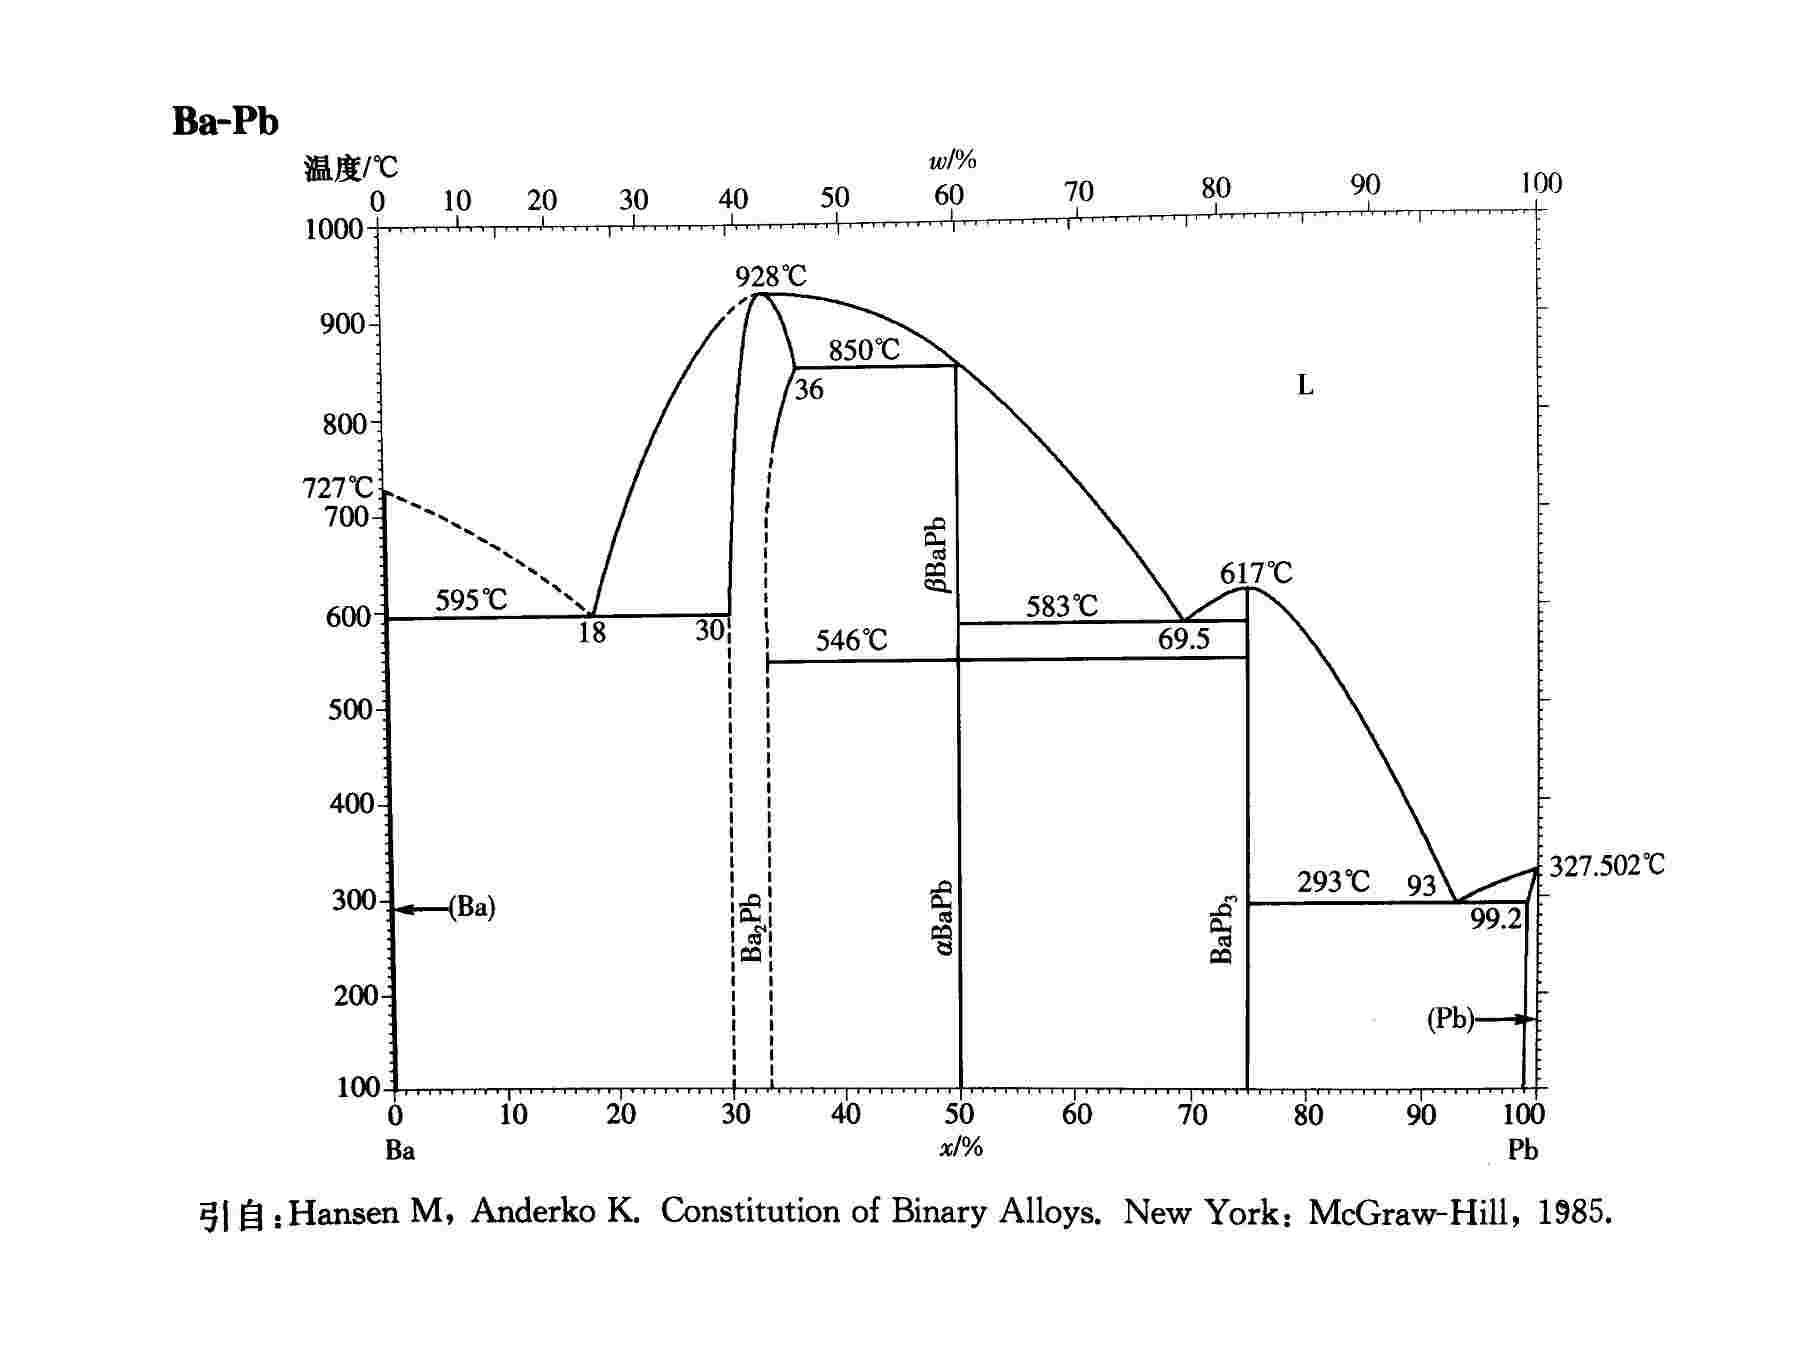 Ba-Pb
温度/℃
w/%
0 10 20 30 40 50 60 70 80 90 100
1000
928℃
900
850℃
36
L
800
727℃
700
βBaPb
617℃
595℃
583℃
600
18
30
546℃
69.5
500
400
327.502℃
293℃
93
300
(Ba)
Ba₂Pb
αBaPb
BaPb₃
99.2
200
(Pb)
100
0 10 20 30 40 50 60 70 80 90 100
Ba
x/%
Pb
引自:Hansen M, Anderko K. Constitution of Binary Alloys. New York: McGraw-Hill, 1985.